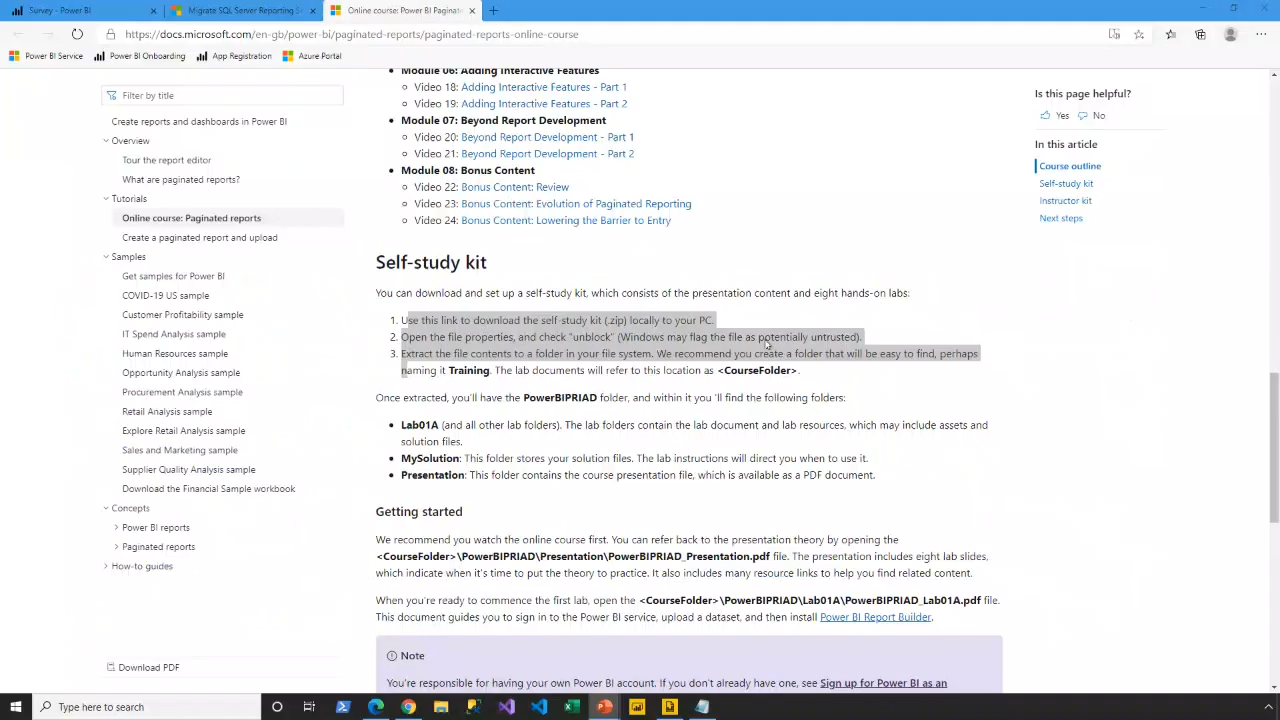 Survey - Power BI
Migrate SQL Server Reporting S
Online course: Power BI Paginate
https://docs.microsoft.com/en-gb/power-bi/paginated-reports/paginated-reports-online-course
Power BI Service
Power BI Onboarding
App Registration
Azure Portal
Filter by title
Create reports and dashboards in Power BI
Overview
Tour the report editor
What are paginated reports?
Tutorials
Online course: Paginated reports
Create a paginated report and upload
Samples
Get samples for Power BI
COVID-19 US sample
Customer Profitability sample
IT Spend Analysis sample
Human Resources sample
Opportunity Analysis sample
Procurement Analysis sample
Retail Analysis sample
Explore Retail Analysis sample
Sales and Marketing sample
Supplier Quality Analysis sample
Download the Financial Sample workbook
Concepts
Power BI reports
Paginated reports
How-to guides
Download PDF
Module 06: Adding Interactive Features
Video 18: Adding Interactive Features - Part 1
Video 19: Adding Interactive Features - Part 2
Module 07: Beyond Report Development
Video 20: Beyond Report Development - Part 1
Video 21: Beyond Report Development - Part 2
Module 08: Bonus Content
Video 22: Bonus Content: Review
Video 23: Bonus Content: Evolution of Paginated Reporting
Video 24: Bonus Content: Lowering the Barrier to Entry
Self-study kit
You can download and set up a self-study kit, which consists of the presentation content and eight hands-on labs:
1. Use this link to download the self-study kit (.zip) locally to your PC.
2. Open the file properties, and check "unblock" (Windows may flag the file as potentially untrusted).
3. Extract the file contents to a folder in your file system. We recommend you create a folder that will be easy to find, perhaps
naming it Training. The lab documents will refer to this location as <CourseFolder>.
Once extracted, you'll have the PowerBIPRIAD folder, and within it you 'll find the following folders:
Lab01A (and all other lab folders). The lab folders contain the lab document and lab resources, which may include assets and
solution files.
MySolution: This folder stores your solution files. The lab instructions will direct you when to use it.
Presentation: This folder contains the course presentation file, which is available as a PDF document.
Getting started
We recommend you watch the online course first. You can refer back to the presentation theory by opening the
<CourseFolder>\PowerBIPRIAD\Presentation\PowerBIPRIAD_Presentation.pdf file. The presentation includes eight lab slides,
which indicate when it's time to put the theory to practice. It also includes many resource links to help you find related content.
When you're ready to commence the first lab, open the <CourseFolder>\PowerBIPRIAD\Lab01A\PowerBIPRIAD_Lab01A.pdf file.
This document guides you to sign in to the Power BI service, upload a dataset, and then install Power BI Report Builder.
Note
You're responsible for having your own Power BI account. If you don't already have one, see Sign up for Power BI as an
Is this page helpful?
Yes
No
In this article
Course outline
Self-study kit
Instructor kit
Next steps
Type here to search